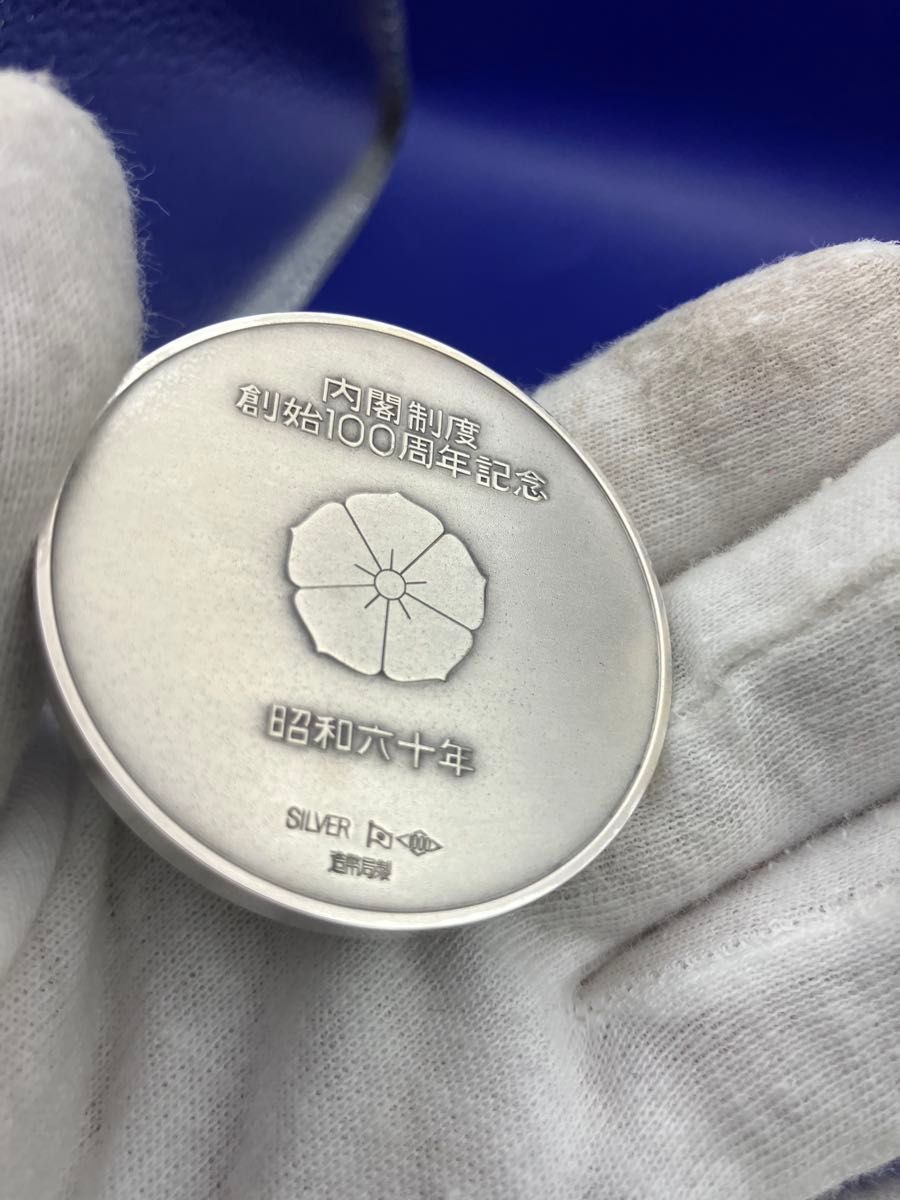 内閣制度
創始100周年記念
昭和六十年
SILVER 1000
造幣局製